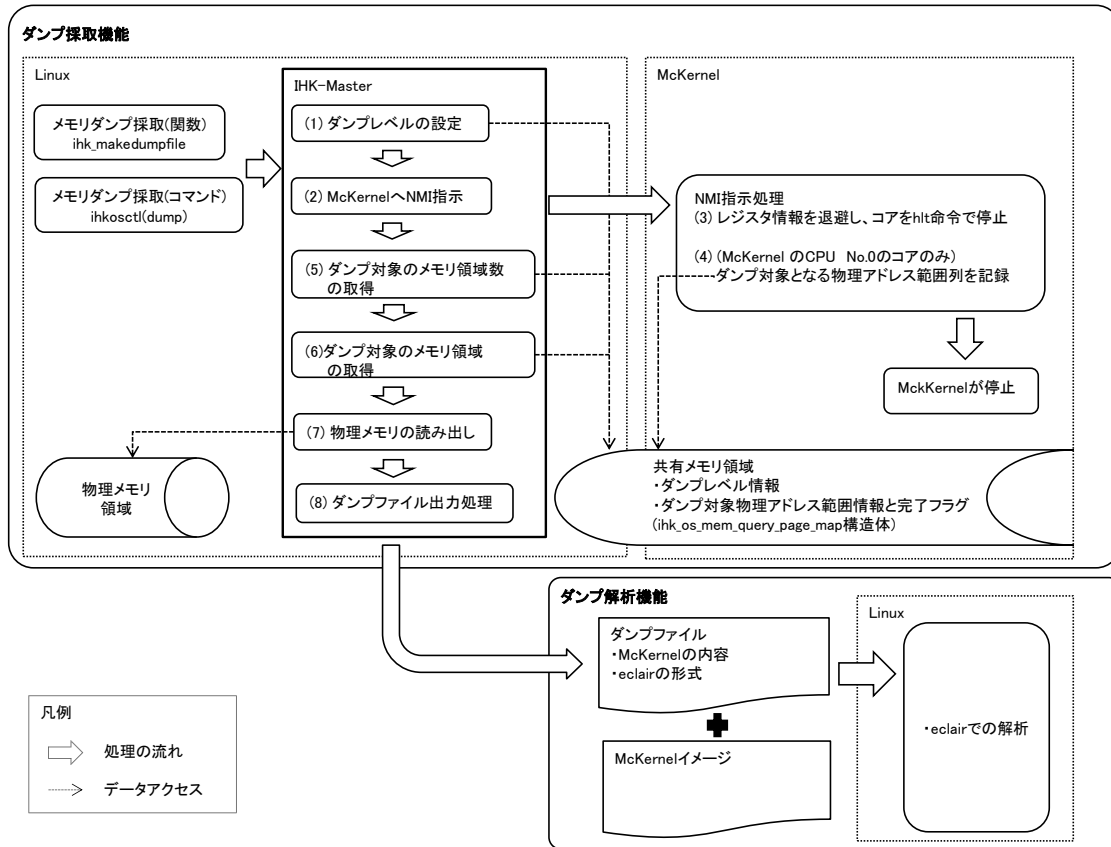 ダンプ採取機能
Linux
メモリダンプ採取(関数)
ihk_makedumpfile
メモリダンプ採取(コマンド)
ihkosctl(dump)
IHK-Master
(1) ダンプレベルの設定
(2) McKernelへNMI指示
(5) ダンプ対象のメモリ領域数
の取得
(6)ダンプ対象のメモリ領域
の取得
(7) 物理メモリの読み出し
(8) ダンプファイル出力処理
物理メモリ
領域
McKernel
NMI指示処理
(3) レジスタ情報を退避し、コアをhlt命令で停止
(4) (McKernel のCPU No.0のコアのみ)
ダンプ対象となる物理アドレス範囲列を記録
MckKernelが停止
共有メモリ領域
・ダンプレベル情報
・ダンプ対象物理アドレス範囲情報と完了フラグ
(ihk_os_mem_query_page_map構造体)
ダンプ解析機能
ダンプファイル
・McKernelの内容
・eclairの形式
McKernelイメージ
Linux
・eclairでの解析
凡例
処理の流れ
データアクセス